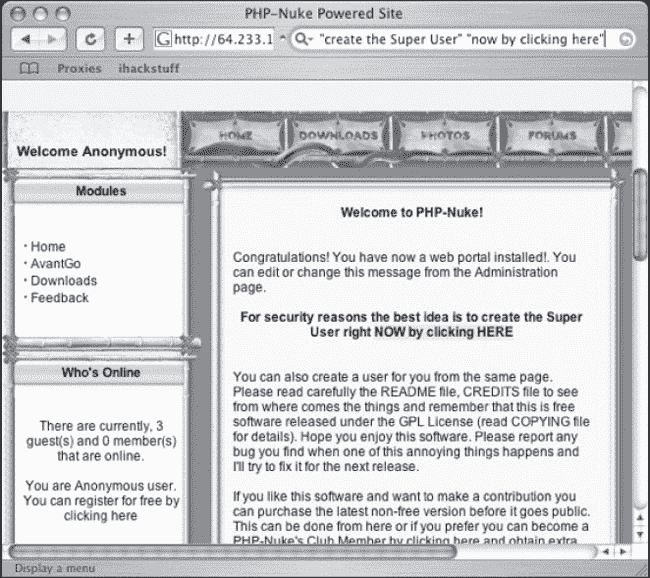 PHP-Nuke Powered Site
http://64.233.1
"create the Super User" "now by clicking here"
Proxies
ihackstuff
Welcome Anonymous!
HOME
DOWNLOADS
PHOTOS
FORUMS
Modules
· Home
· AvantGo
· Downloads
· Feedback
Who's Online
There are currently, 3
guest(s) and 0 member(s)
that are online.
You are Anonymous user.
You can register for free by
clicking here
Welcome to PHP-Nuke!
Congratulations! You have now a web portal installed!. You
can edit or change this message from the Administration
page.
For security reasons the best idea is to create the Super
User right NOW by clicking HERE
You can also create a user for you from the same page.
Please read carefully the README file, CREDITS file to see
from where comes the things and remember that this is free
software released under the GPL License (read COPYING file
for details). Hope you enjoy this software. Please report any
bug you find when one of this annoying things happens and
I'll try to fix it for the next release.
If you like this software and want to make a contribution you
can purchase the latest non-free version before it goes public.
This can be done from here or if you prefer you can become a
PHP-Nuke's Club Member by clicking here and obtain extra
Display a menu